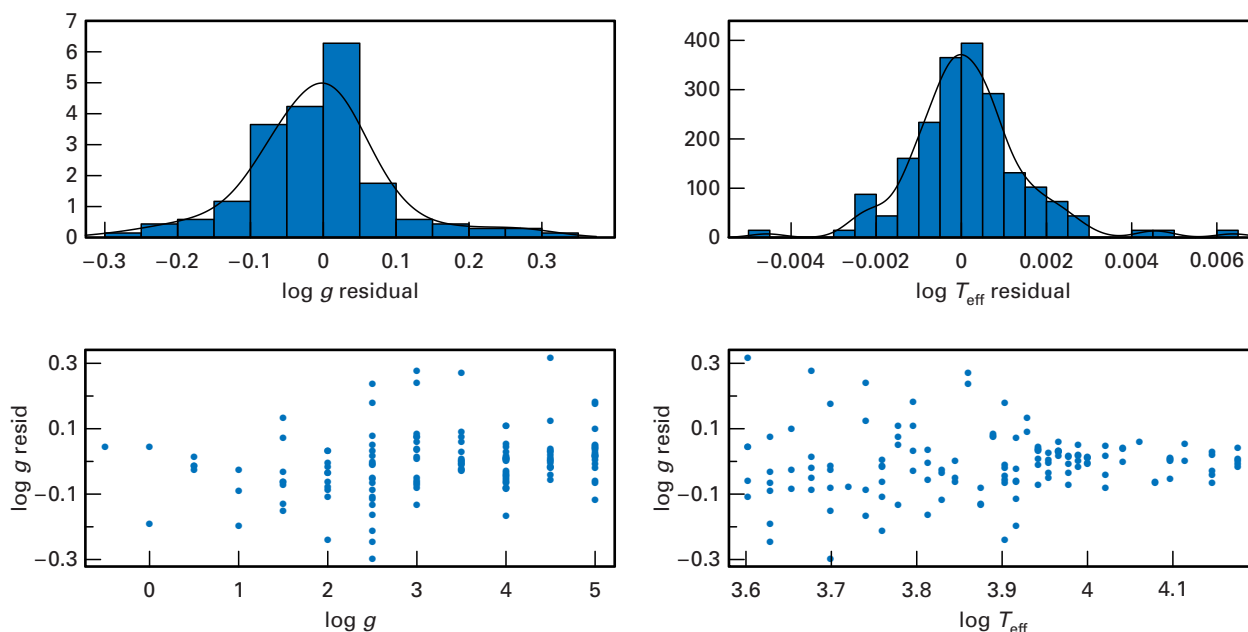 7
6
5
4
3
2
1
0
−0.3 −0.2 −0.1 0 0.1 0.2 0.3
log g residual
400
300
200
100
0
−0.004 −0.002 0 0.002 0.004 0.006
log Teff residual
0.3
0.1
−0.1
−0.3
0 1 2 3 4 5
log g
log g resid
0.3
0.1
−0.1
−0.3
3.6 3.7 3.8 3.9 4 4.1
log Teff
log g resid